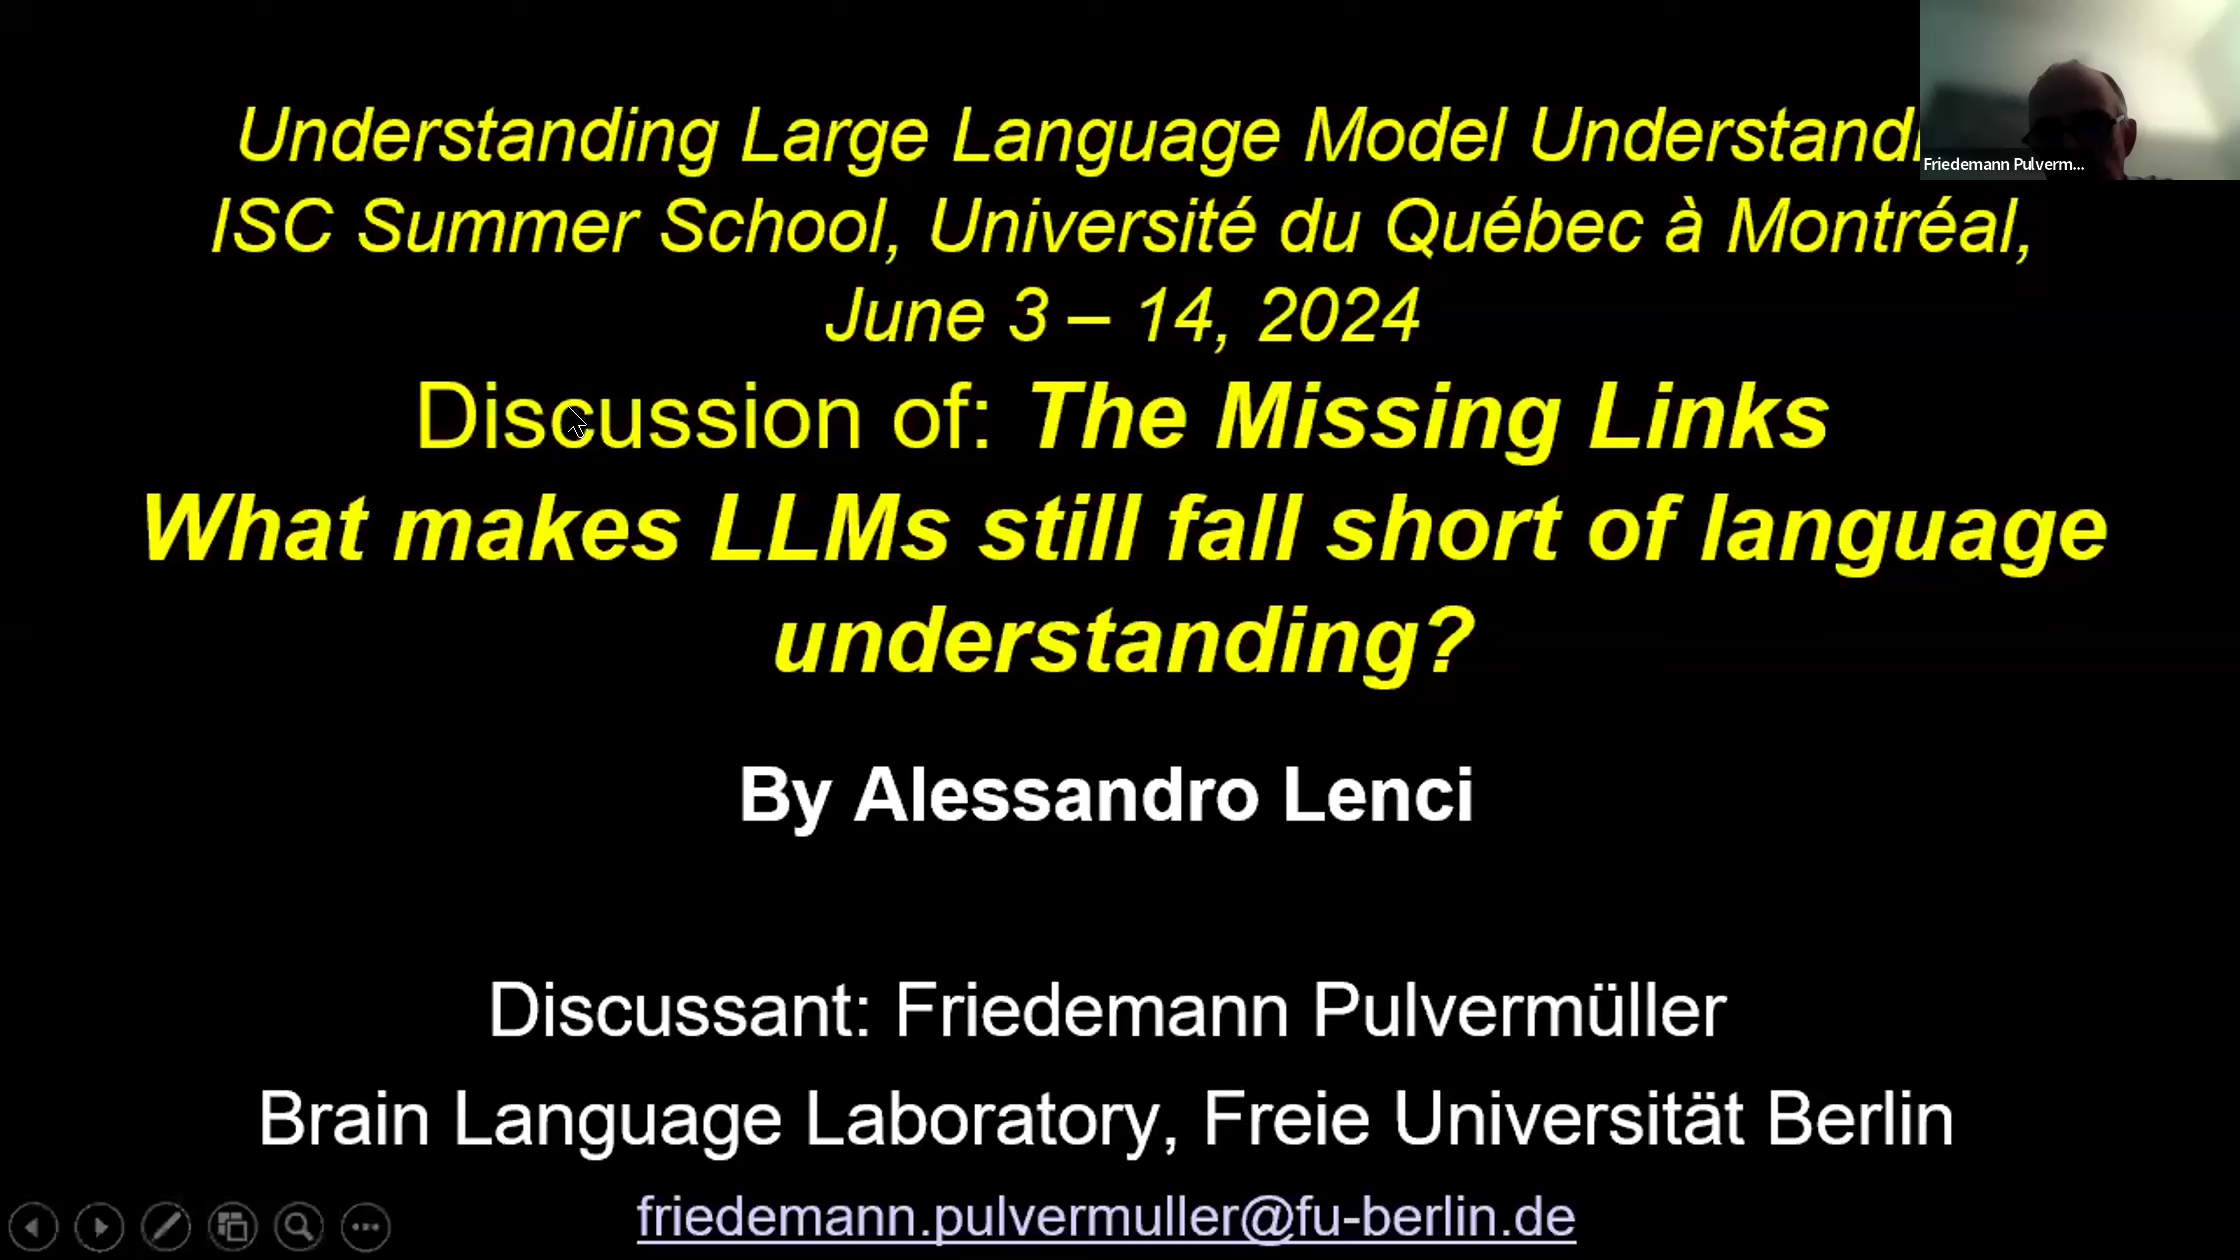 Understanding Large Language Model Understandi
ISC Summer School, Université du Québec à Montréal,
June 3 – 14, 2024
Discussion of: The Missing Links
What makes LLMs still fall short of language
understanding?
By Alessandro Lenci
Discussant: Friedemann Pulvermüller
Brain Language Laboratory, Freie Universität Berlin
friedemann.pulvermuller@fu-berlin.de
Friedemann Pulverm...